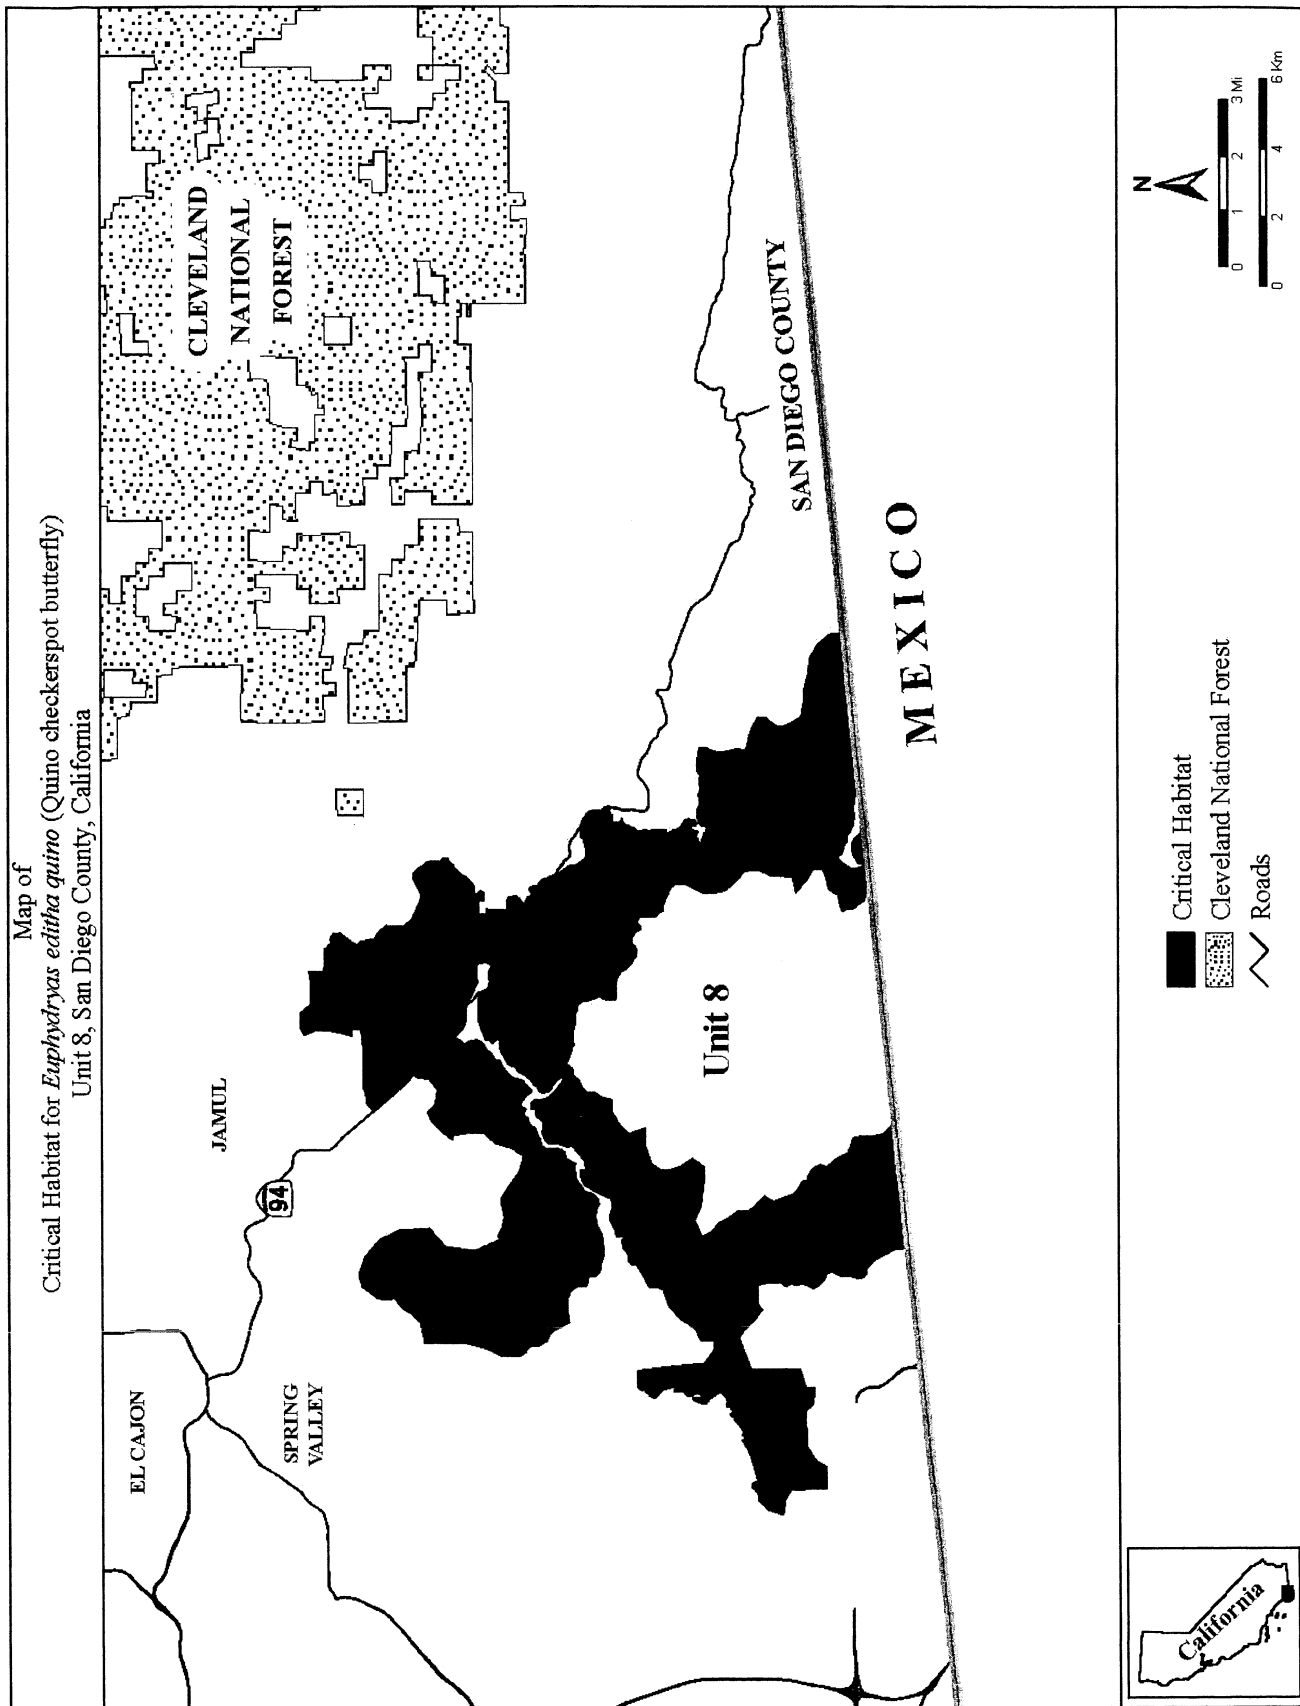 Map of
Critical Habitat for Euphydryas editha quino (Quino checkerspot butterfly)
Unit 8, San Diego County, California
CLEVELAND
NATIONAL
FOREST
EL CAJON
JAMUL
94
SPRING
VALLEY
Unit 8
SAN DIEGO COUNTY
MEXICO
California
Critical Habitat
Cleveland National Forest
Roads
N
0 1 2 3 Mi
0 2 4 6 Km